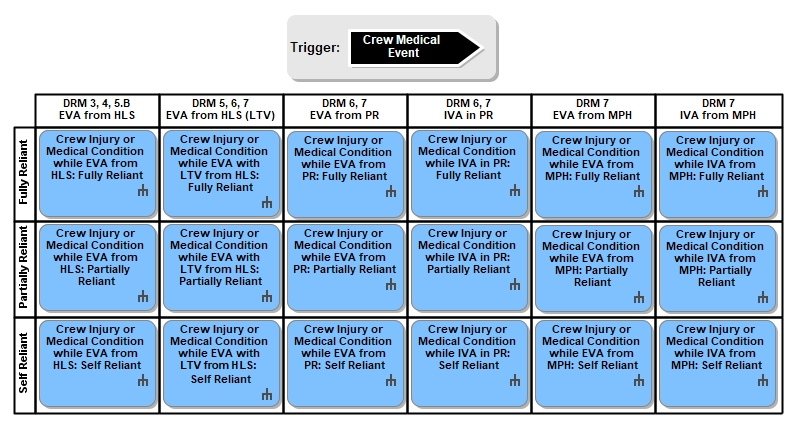 Trigger:
Crew Medical
Event
DRM 3, 4, 5.B
EVA from HLS
DRM 5, 6, 7
EVA from HLS (LTV)
DRM 6, 7
EVA from PR
DRM 6, 7
IVA in PR
DRM 7
EVA from MPH
DRM 7
IVA from MPH
Fully Reliant
Crew Injury or
Medical Condition
while EVA from
HLS: Fully Reliant
Crew Injury or
Medical Condition
while EVA with
LTV from HLS:
Fully Reliant
Crew Injury or
Medical Condition
while EVA from
PR: Fully Reliant
Crew Injury or
Medical Condition
while IVA in PR:
Fully Reliant
Crew Injury or
Medical Condition
while EVA from
MPH: Fully Reliant
Crew Injury or
Medical Condition
while IVA from
MPH: Fully Reliant
Partially Reliant
Crew Injury or
Medical Condition
while EVA from
HLS: Partially
Reliant
Crew Injury or
Medical Condition
while EVA with
LTV from HLS:
Partially Reliant
Crew Injury or
Medical Condition
while EVA from
PR: Partially Reliant
Crew Injury or
Medical Condition
while IVA in PR:
Partially Reliant
Crew Injury or
Medical Condition
while EVA from
MPH: Partially
Reliant
Crew Injury or
Medical Condition
while IVA from
MPH: Partially
Reliant
Self Reliant
Crew Injury or
Medical Condition
while EVA from
HLS: Self Reliant
Crew Injury or
Medical Condition
while EVA with
LTV from HLS:
Self Reliant
Crew Injury or
Medical Condition
while EVA from
PR: Self Reliant
Crew Injury or
Medical Condition
while IVA in PR:
Self Reliant
Crew Injury or
Medical Condition
while EVA from
MPH: Self Reliant
Crew Injury or
Medical Condition
while IVA from
MPH: Self Reliant